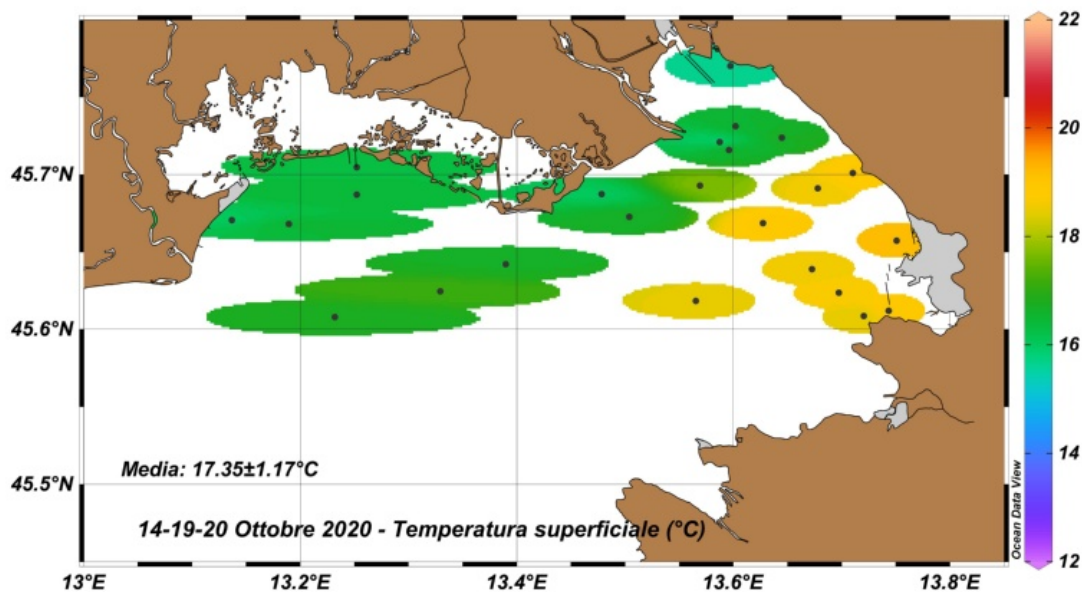 22
20
18
16
14
12
45.7°N
45.6°N
45.5°N
Media: 17.35±1.17°C
14-19-20 Ottobre 2020 - Temperatura superficiale (°C)
Ocean Data View
13°E
13.2°E
13.4°E
13.6°E
13.8°E